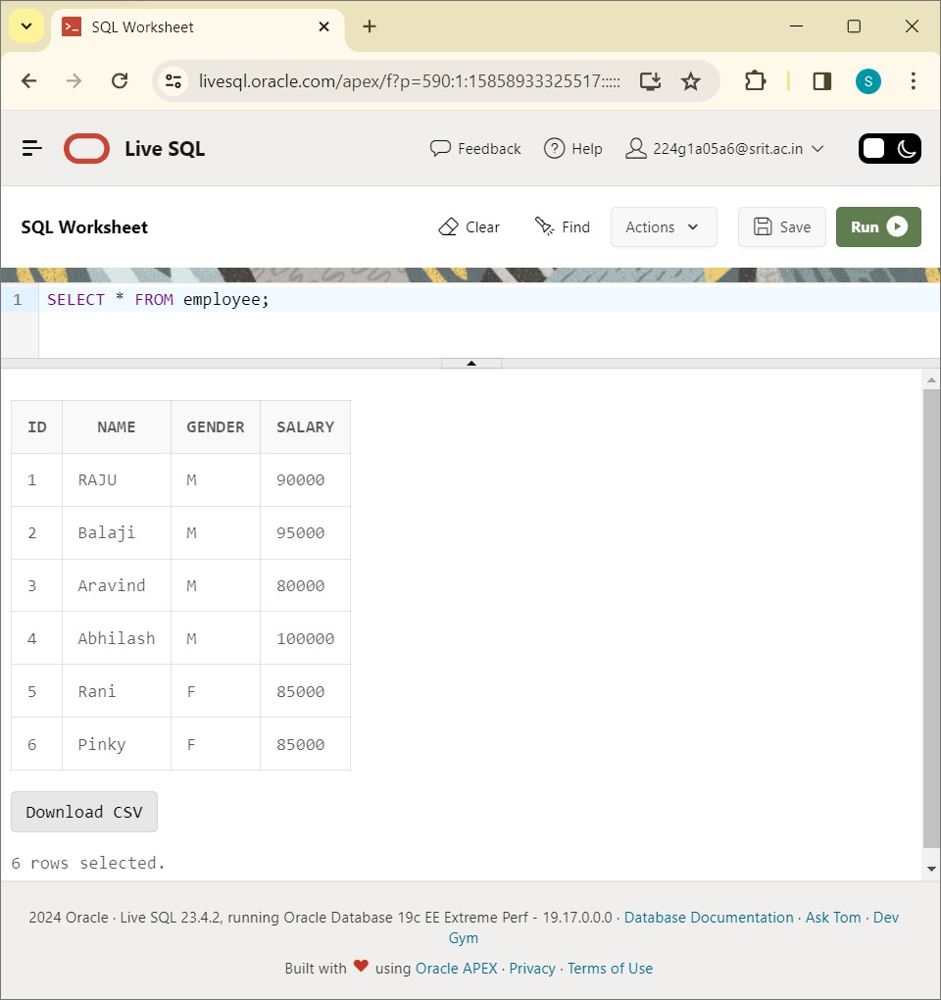 SQL Worksheet
livesql.oracle.com/apex/f?p=590:1:15858933325517:::::
S
Live SQL
Feedback
Help
224g1a05a6@srit.ac.in
SQL Worksheet
Clear
Find
Actions
Save
Run
1 SELECT * FROM employee;
ID NAME GENDER SALARY
1 RAJU M 90000
2 Balaji M 95000
3 Aravind M 80000
4 Abhilash M 100000
5 Rani F 85000
6 Pinky F 85000
Download CSV
6 rows selected.
2024 Oracle · Live SQL 23.4.2, running Oracle Database 19c EE Extreme Perf - 19.17.0.0.0 · Database Documentation · Ask Tom · Dev
Gym
Built with ❤ using Oracle APEX · Privacy · Terms of Use